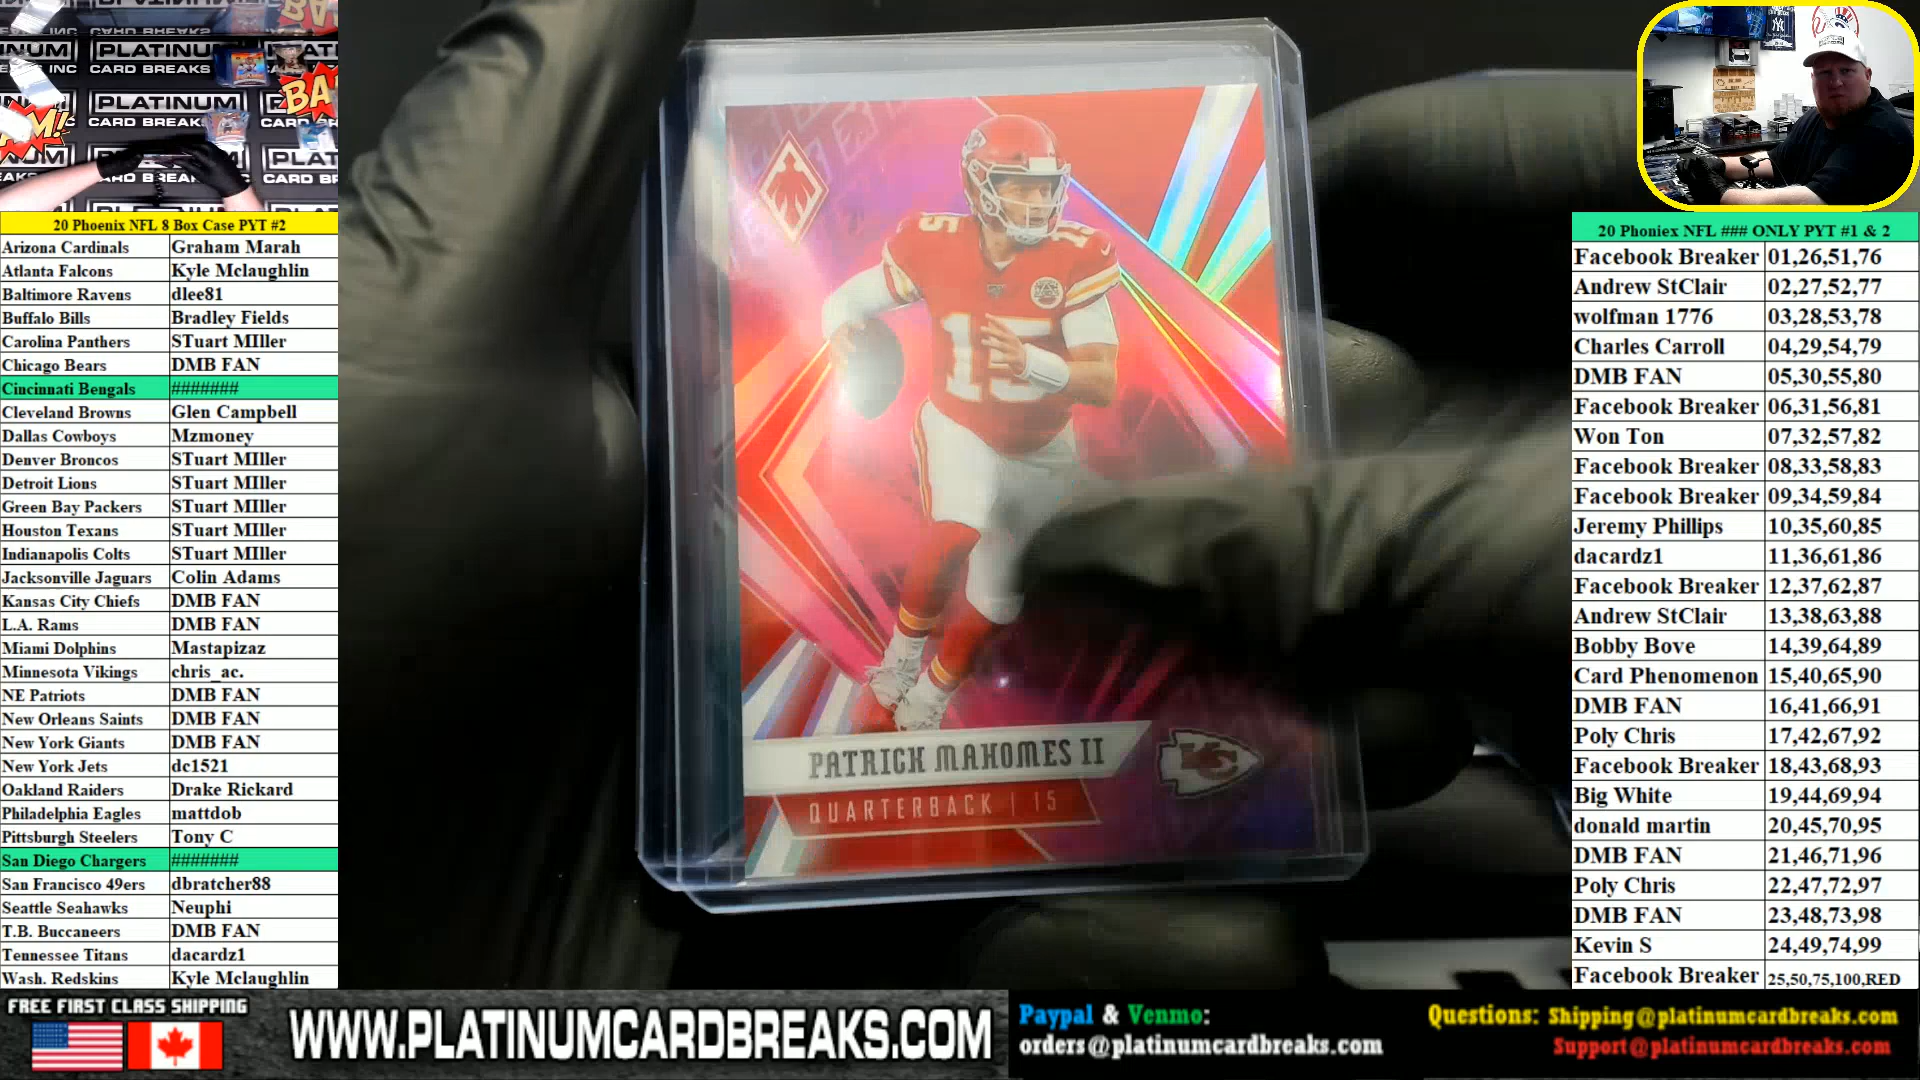 PLATINUM
CARD BREAKS
BA
PLATINUM
CARD BREAKS
20 Phoenix NFL 8 Box Case PYT #2
Arizona Cardinals Graham Marah
Atlanta Falcons Kyle Mclaughlin
Baltimore Ravens dlee81
Buffalo Bills Bradley Fields
Carolina Panthers STuart MIller
Chicago Bears DMB FAN
Cincinnati Bengals #######
Cleveland Browns Glen Campbell
Dallas Cowboys Mzmoney
Denver Broncos STuart MIller
Detroit Lions STuart MIller
Green Bay Packers STuart MIller
Houston Texans STuart MIller
Indianapolis Colts STuart MIller
Jacksonville Jaguars Colin Adams
Kansas City Chiefs DMB FAN
L.A. Rams DMB FAN
Miami Dolphins Mastapizaz
Minnesota Vikings chris_ac.
NE Patriots DMB FAN
New Orleans Saints DMB FAN
New York Giants DMB FAN
New York Jets dc1521
Oakland Raiders Drake Rickard
Philadelphia Eagles mattdob
Pittsburgh Steelers Tony C
San Diego Chargers #######
San Francisco 49ers dbratcher88
Seattle Seahawks Neuphi
T.B. Buccaneers DMB FAN
Tennessee Titans dacardz1
Wash. Redskins Kyle Mclaughlin
15
15
15
KC
PATRICK MAHOMES II
QUARTERBACK | 15
20 Phoniex NFL ### ONLY PYT #1 & 2
Facebook Breaker 01,26,51,76
Andrew StClair 02,27,52,77
wolfman 1776 03,28,53,78
Charles Carroll 04,29,54,79
DMB FAN 05,30,55,80
Facebook Breaker 06,31,56,81
Won Ton 07,32,57,82
Facebook Breaker 08,33,58,83
Facebook Breaker 09,34,59,84
Jeremy Phillips 10,35,60,85
dacardz1 11,36,61,86
Facebook Breaker 12,37,62,87
Andrew StClair 13,38,63,88
Bobby Bove 14,39,64,89
Card Phenomenon 15,40,65,90
DMB FAN 16,41,66,91
Poly Chris 17,42,67,92
Facebook Breaker 18,43,68,93
Big White 19,44,69,94
donald martin 20,45,70,95
DMB FAN 21,46,71,96
Poly Chris 22,47,72,97
DMB FAN 23,48,73,98
Kevin S 24,49,74,99
Facebook Breaker 25,50,75,100,RED
FREE FIRST CLASS SHIPPING
WWW.PLATINUMCARDBREAKS.COM
Paypal & Venmo:
orders@platinumcardbreaks.com
Questions: Shipping@platinumcardbreaks.com
Support@platinumcardbreaks.com